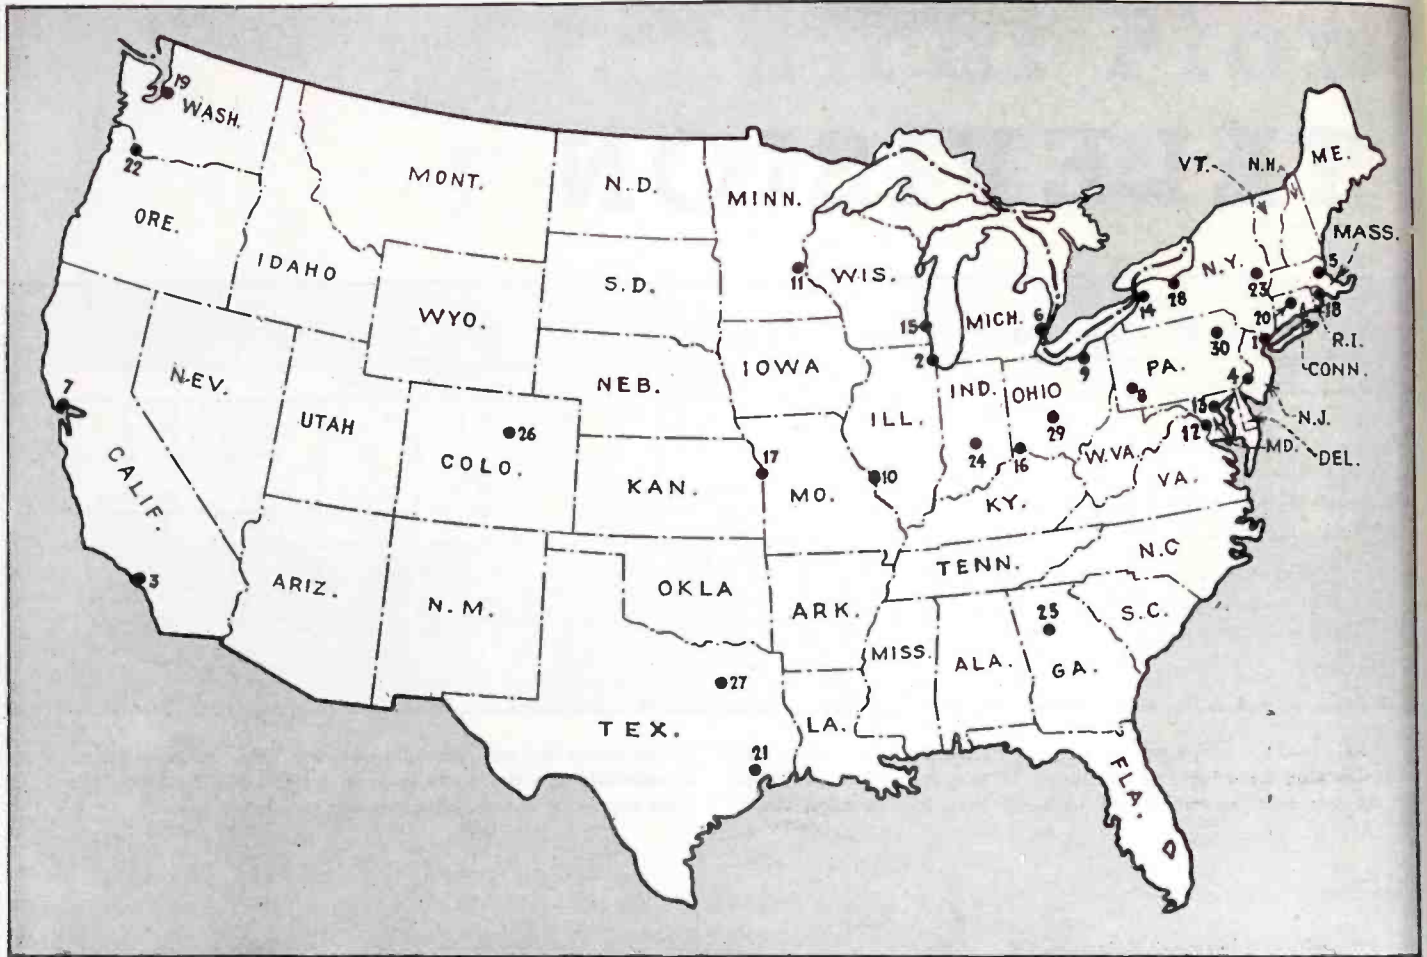 19
WASH.
22
ORE.
MONT.
IDAHO
WYO.
N.D.
S.D.
MINN.
11
WIS.
15
2
MICH.
6
9
VT.
N.H.
ME.
MASS.
5
N.Y.
23
28
14
20
18
R.I.
CONN.
1
30
PA.
8
4
N.J.
13
12
MD.
DEL.
7
CALIF.
3
NEV.
UTAH
COLO.
26
NEB.
IOWA
KAN.
17
MO.
ILL.
10
IND.
24
OHIO
29
16
W.VA.
VA.
KY.
TENN.
N.C
S.C.
ARIZ.
N.M.
OKLA
ARK.
MISS.
ALA.
25
GA.
TEX.
27
21
LA.
FLA.